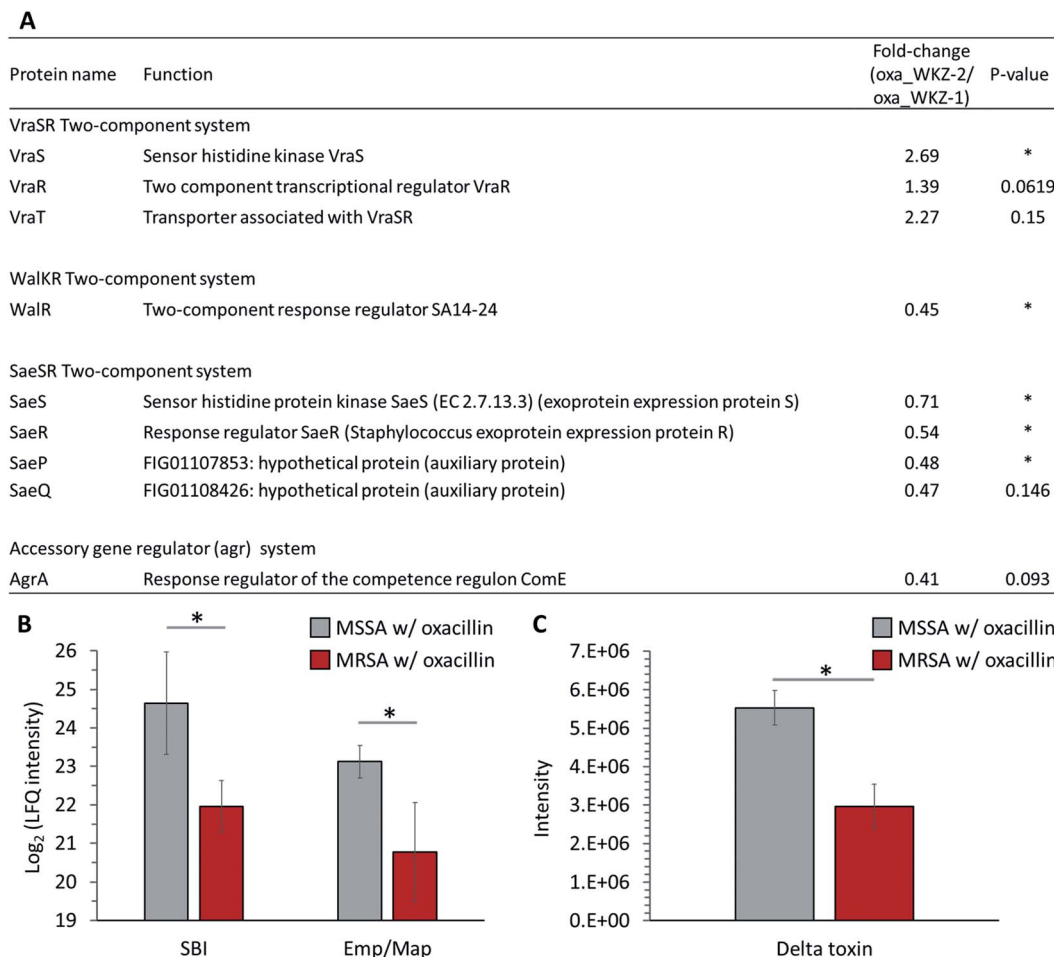 A
Protein name Function Fold-change (oxa_WKZ-2/ oxa_WKZ-1) P-value
VraSR Two-component system
VraS Sensor histidine kinase VraS 2.69 *
VraR Two component transcriptional regulator VraR 1.39 0.0619
VraT Transporter associated with VraSR 2.27 0.15
WalKR Two-component system
WalR Two-component response regulator SA14-24 0.45 *
SaeSR Two-component system
SaeS Sensor histidine protein kinase SaeS (EC 2.7.13.3) (exoprotein expression protein S) 0.71 *
SaeR Response regulator SaeR (Staphylococcus exoprotein expression protein R) 0.54 *
SaeP FIG01107853: hypothetical protein (auxiliary protein) 0.48 *
SaeQ FIG01108426: hypothetical protein (auxiliary protein) 0.47 0.146
Accessory gene regulator (agr) system
AgrA Response regulator of the competence regulon ComE 0.41 0.093
B
MSSA w/ oxacillin
MRSA w/ oxacillin
*
*
Log₂ (LFQ intensity)
26
25
24
23
22
21
20
19
SBI Emp/Map
C
MSSA w/ oxacillin
MRSA w/ oxacillin
*
Intensity
7.E+06
6.E+06
5.E+06
4.E+06
3.E+06
2.E+06
1.E+06
0.E+00
Delta toxin